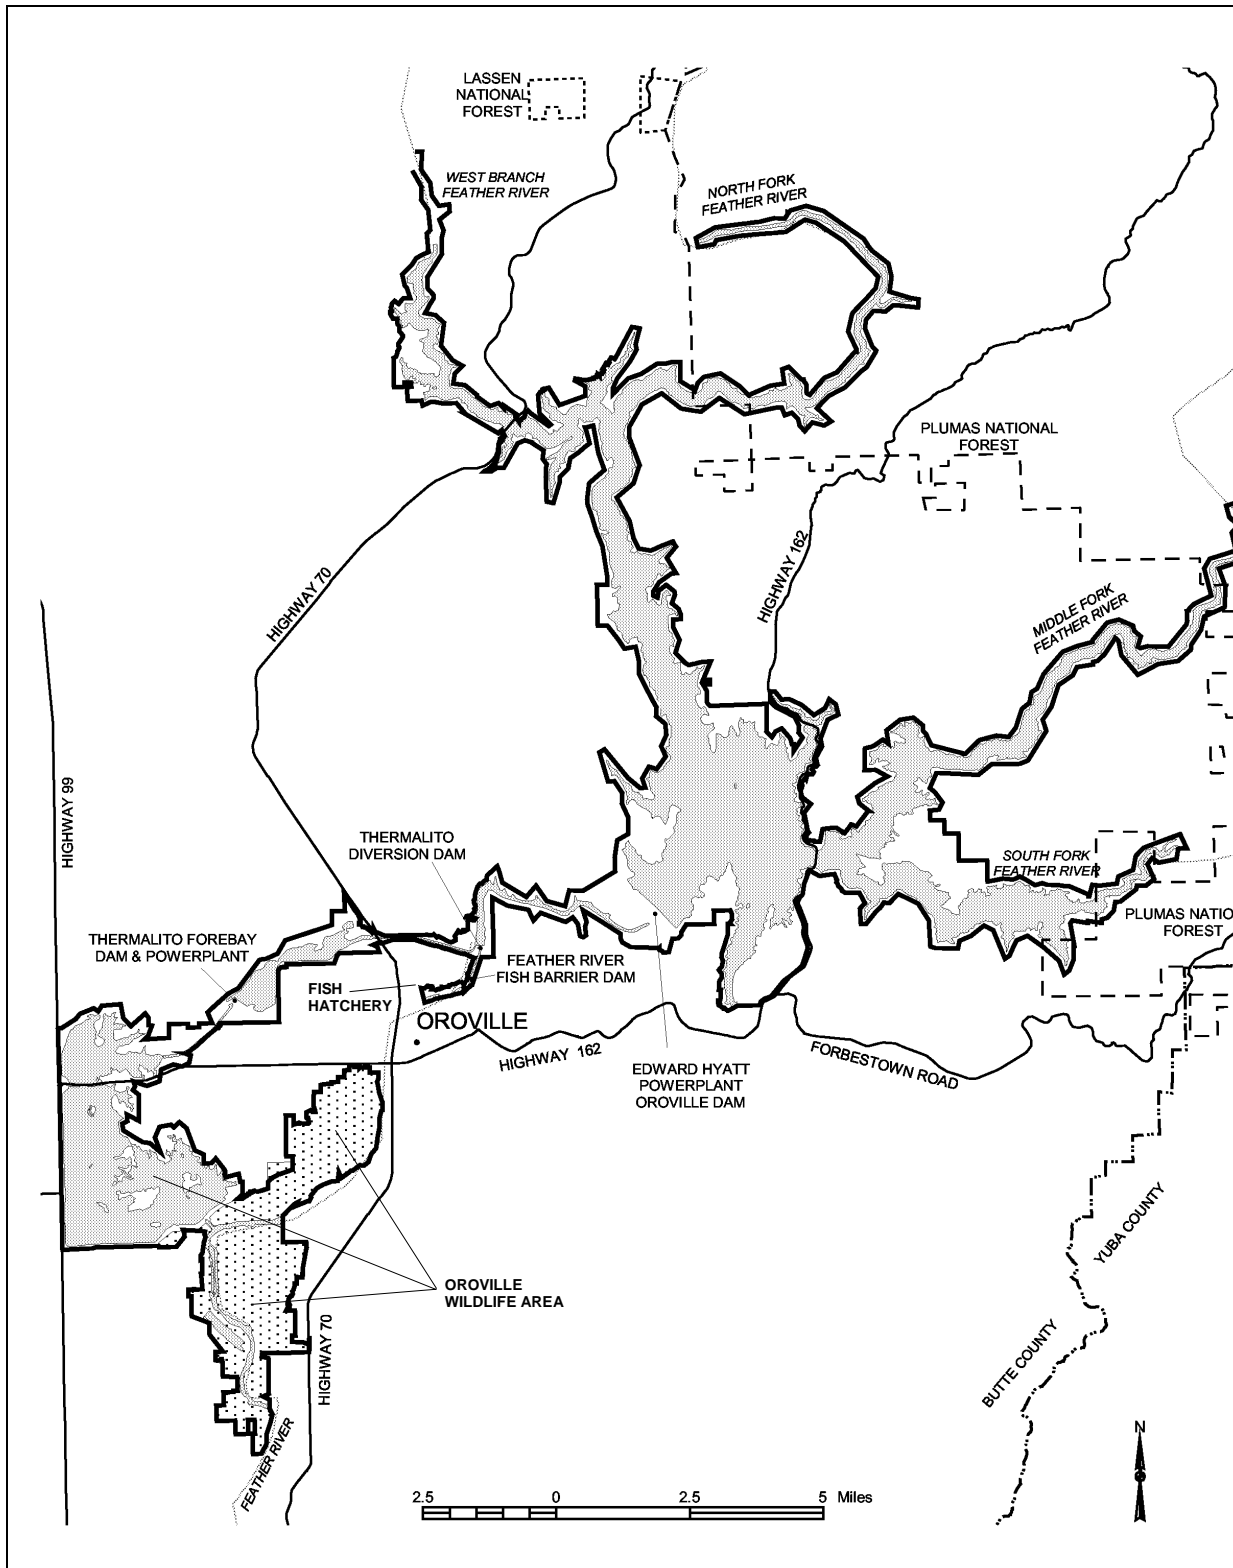 LASSEN
NATIONAL
FOREST
WEST BRANCH
FEATHER RIVER
NORTH FORK
FEATHER RIVER
PLUMAS NATIONAL
FOREST
HIGHWAY 162
HIGHWAY 70
MIDDLE FORK
FEATHER RIVER
HIGHWAY 99
THERMALITO
DIVERSION DAM
SOUTH FORK
FEATHER RIVER
PLUMAS NATIO
FOREST
THERMALITO FOREBAY
DAM & POWERPLANT
FEATHER RIVER
FISH BARRIER DAM
FISH
HATCHERY
OROVILLE
HIGHWAY 162
FORBESTOWN ROAD
EDWARD HYATT
POWERPLANT
OROVILLE DAM
YUBA COUNTY
OROVILLE
WILDLIFE AREA
BUTTE COUNTY
HIGHWAY 70
FEATHER RIVER
N
2.5 0 2.5 5 Miles